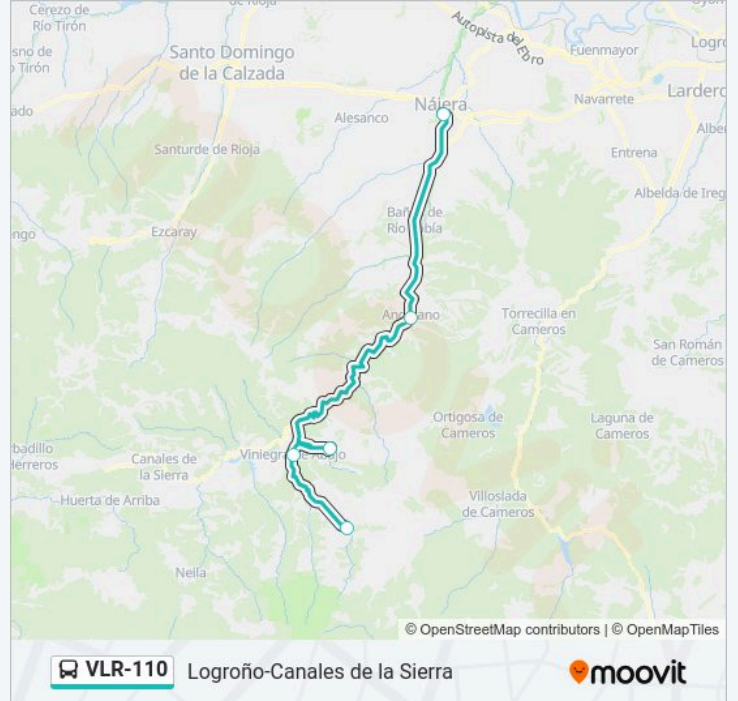 Cerezo de
Río Tirón
Autopista del Ebro
Santo Domingo
de la Calzada
Fuenmayor
Nájera
Alesanco
Navarrete
Santurde de Rioja
Entrena
Albelda de Ireg
Ezcaray
Torrecilla en
Cameros
San Román
de Cameros
Ortigosa de
Cameros
Laguna de
Cameros
Canales de
la Sierra
Huerta de Arriba
Villoslada
de Cameros
Neila
© OpenStreetMap contributors | © OpenMapTiles
VLR-110 Logroño-Canales de la Sierra
moovit